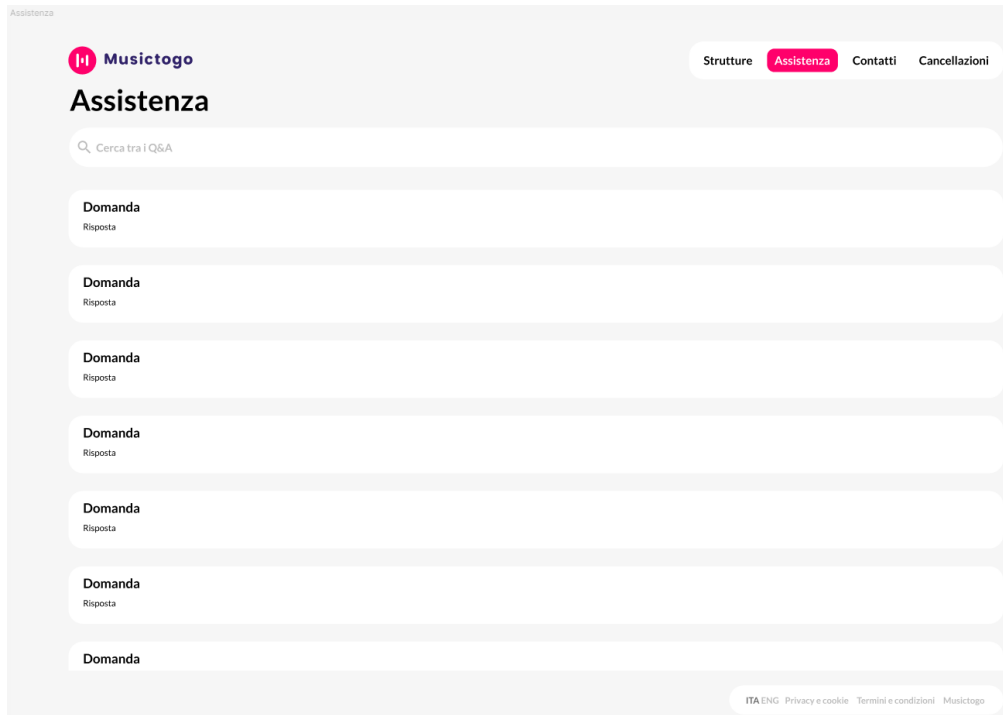 Assistenza
Musictogo
Strutture Assistenza Contatti Cancellazioni
Assistenza
Cerca tra i Q&A
Domanda
Risposta
Domanda
Risposta
Domanda
Risposta
Domanda
Risposta
Domanda
Risposta
Domanda
Risposta
Domanda
ITA ENG Privacy e cookie Termini e condizioni Musictogo